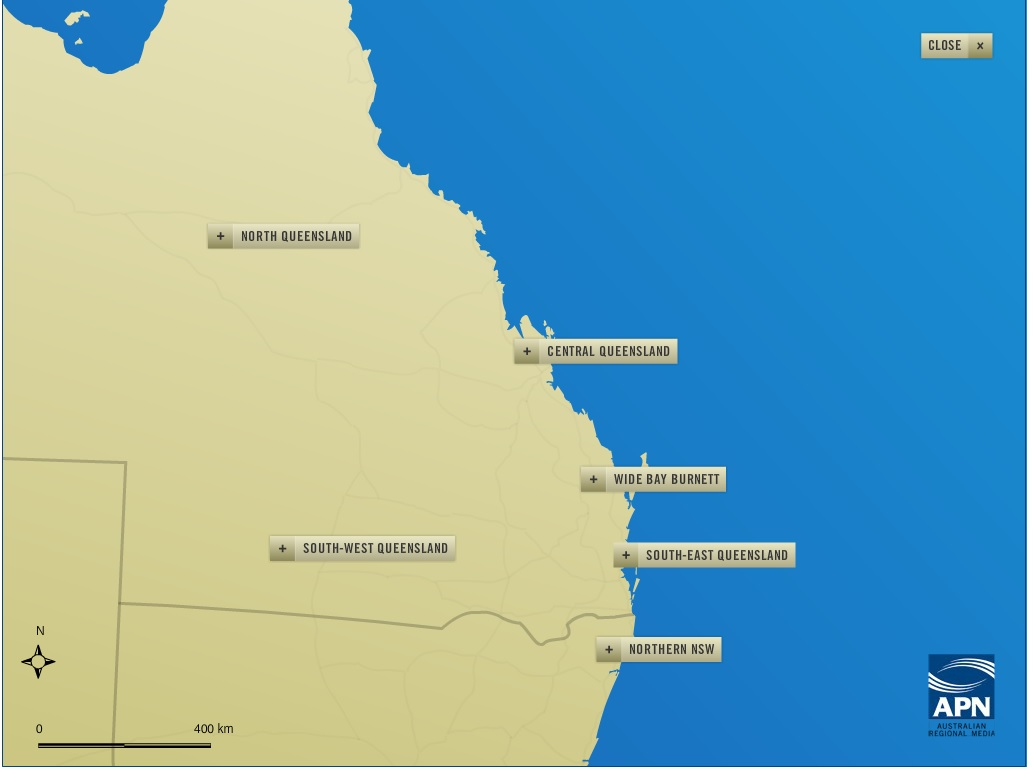 CLOSE ×
+ NORTH QUEENSLAND
+ CENTRAL QUEENSLAND
+ WIDE BAY BURNETT
+ SOUTH-WEST QUEENSLAND
+ SOUTH-EAST QUEENSLAND
+ NORTHERN NSW
N
0 400 km
APN
AUSTRALIAN
REGIONAL MEDIA